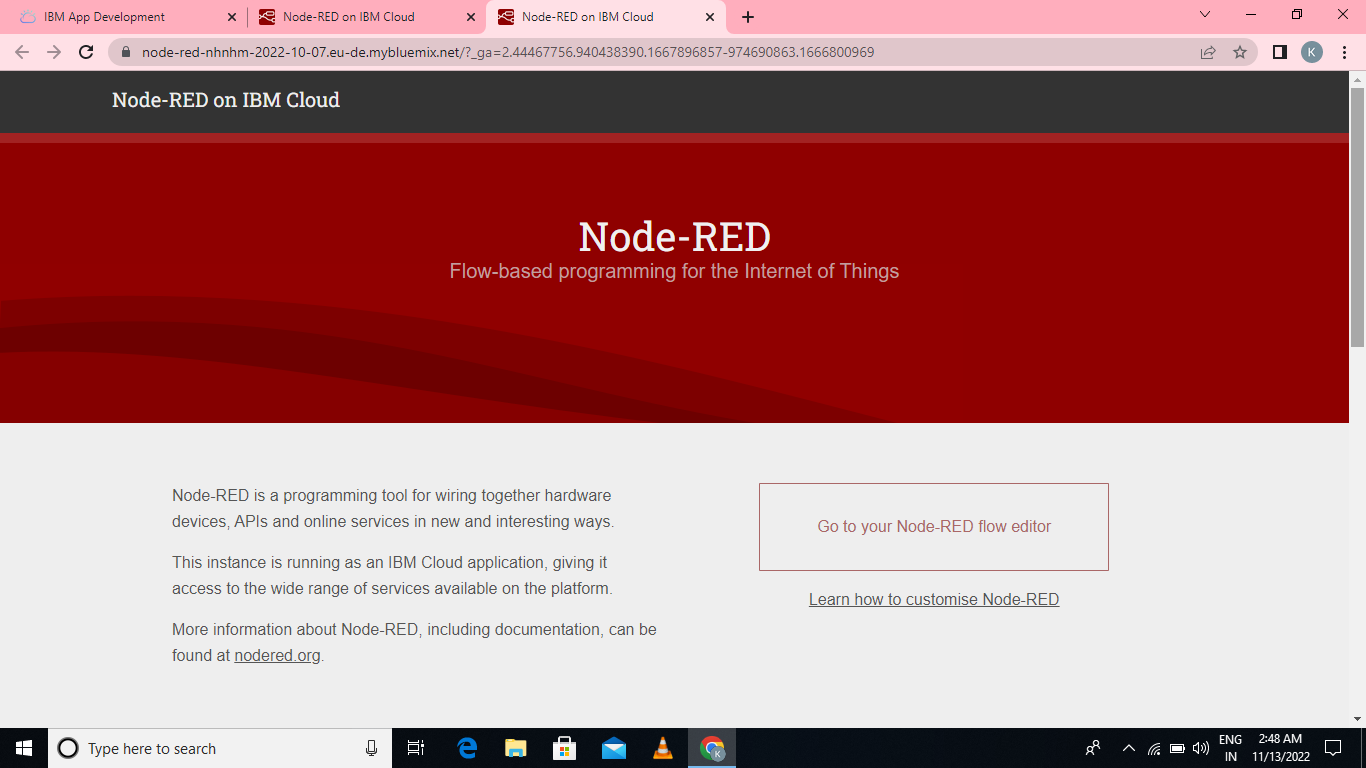 IBM App Development
Node-RED on IBM Cloud
Node-RED on IBM Cloud
node-red-nhnhm-2022-10-07.eu-de.mybluemix.net/?_ga=2.44467756.940438390.1667896857-974690863.1666800969
K
Node-RED on IBM Cloud
Node-RED
Flow-based programming for the Internet of Things
Node-RED is a programming tool for wiring together hardware
devices, APIs and online services in new and interesting ways.
This instance is running as an IBM Cloud application, giving it
access to the wide range of services available on the platform.
More information about Node-RED, including documentation, can be
found at nodered.org.
Go to your Node-RED flow editor
Learn how to customise Node-RED
Type here to search
K
ENG
IN
2:48 AM
11/13/2022